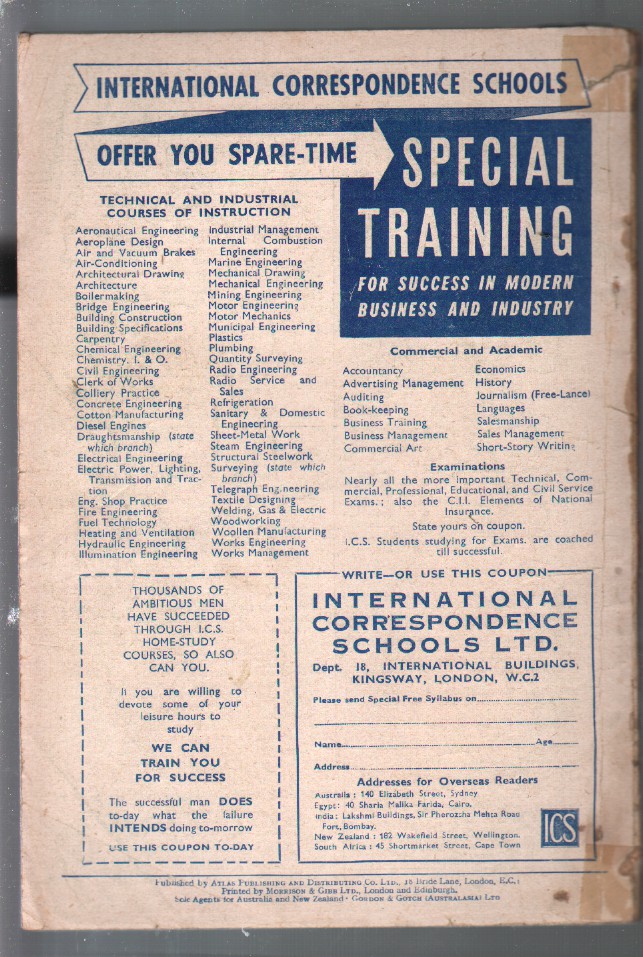 INTERNATIONAL CORRESPONDENCE SCHOOLS
OFFER YOU SPARE-TIME
SPECIAL
TRAINING
FOR SUCCESS IN MODERN
BUSINESS AND INDUSTRY
TECHNICAL AND INDUSTRIAL
COURSES OF INSTRUCTION
Aeronautical Engineering
Aeroplane Design
Air and Vacuum Brakes
Air-Conditioning
Architectural Drawing
Architecture
Boilermaking
Bridge Engineering
Building Construction
Building Specifications
Carpentry
Chemical Engineering
Chemistry, I. & O.
Civil Engineering
Clerk of Works
Colliery Practice
Concrete Engineering
Cotton Manufacturing
Diesel Engines
Draughtsmanship (state
which branch)
Electrical Engineering
Electric Power, Lighting,
Transmission and Trac-
tion
Eng. Shop Practice
Fire Engineering
Fuel Technology
Heating and Ventilation
Hydraulic Engineering
Illumination Engineering
Industrial Management
Internal Combustion
Engineering
Marine Engineering
Mechanical Drawing
Mechanical Engineering
Mining Engineering
Motor Engineering
Motor Mechanics
Municipal Engineering
Plastics
Plumbing
Quantity Surveying
Radio Engineering
Radio Service and
Sales
Refrigeration
Sanitary & Domestic
Engineering
Sheet-Metal Work
Steam Engineering
Structural Steelwork
Surveying (state which
branch)
Telegraph Engineering
Textile Designing
Welding, Gas & Electric
Woodworking
Woollen Manufacturing
Works Engineering
Works Management
Commercial and Academic
Accountancy
Advertising Management
Auditing
Book-keeping
Business Training
Business Management
Commercial Art
Economics
History
Journalism (Free-Lance)
Languages
Salesmanship
Sales Management
Short-Story Writing
Examinations
Nearly all the more important Technical, Com-
mercial, Professional, Educational, and Civil Service
Exams.; also the C.I.I. Elements of National
Insurance.
State yours on coupon.
I.C.S. Students studying for Exams. are coached
till successful.
THOUSANDS OF
AMBITIOUS MEN
HAVE SUCCEEDED
THROUGH I.C.S.
HOME-STUDY
COURSES, SO ALSO
CAN YOU.
If you are willing to
devote some of your
leisure hours to
study
WE CAN
TRAIN YOU
FOR SUCCESS
The successful man DOES
to-day what the failure
INTENDS doing to-morrow
USE THIS COUPON TO-DAY
WRITE—OR USE THIS COUPON
INTERNATIONAL
CORRESPONDENCE
SCHOOLS LTD.
Dept. 18, INTERNATIONAL BUILDINGS,
KINGSWAY, LONDON, W.C.2
Please send Special Free Syllabus on
Name Age
Address
Addresses for Overseas Readers
Australia: 140 Elizabeth Street, Sydney
Egypt: 40 Sharia Malika Farida, Cairo.
India: Lakshmi Buildings, Sir Pherozsha Mehta Road
Fort, Bombay.
New Zealand: 182 Wakefield Street, Wellington.
South Africa: 45 Shortmarket Street, Cape Town
ICS
Published by ATLAS PUBLISHING AND DISTRIBUTING CO. LTD., 18 Bride Lane, London, E.C.4
Printed by MORRISON & GIBB LTD., London and Edinburgh.
Sole Agents for Australia and New Zealand · GORDON & GOTCH (AUSTRALASIA) LTD